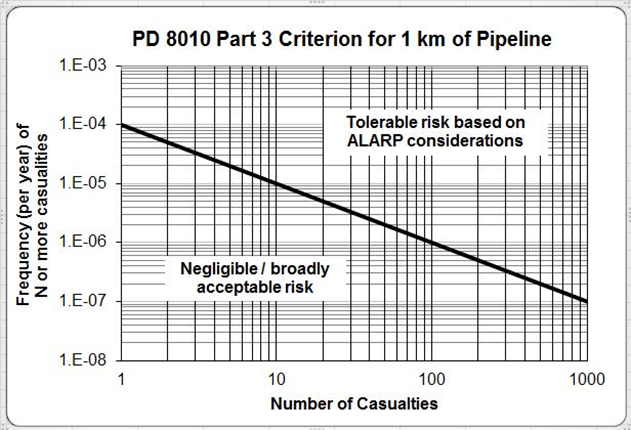 PD 8010 Part 3 Criterion for 1 km of Pipeline
1.E-03
1.E-04
1.E-05
1.E-06
1.E-07
1.E-08
Frequency (per year) of
N or more casualities
Tolerable risk based on
ALARP considerations
Negligible / broadly
acceptable risk
1
10
100
1000
Number of Casualties